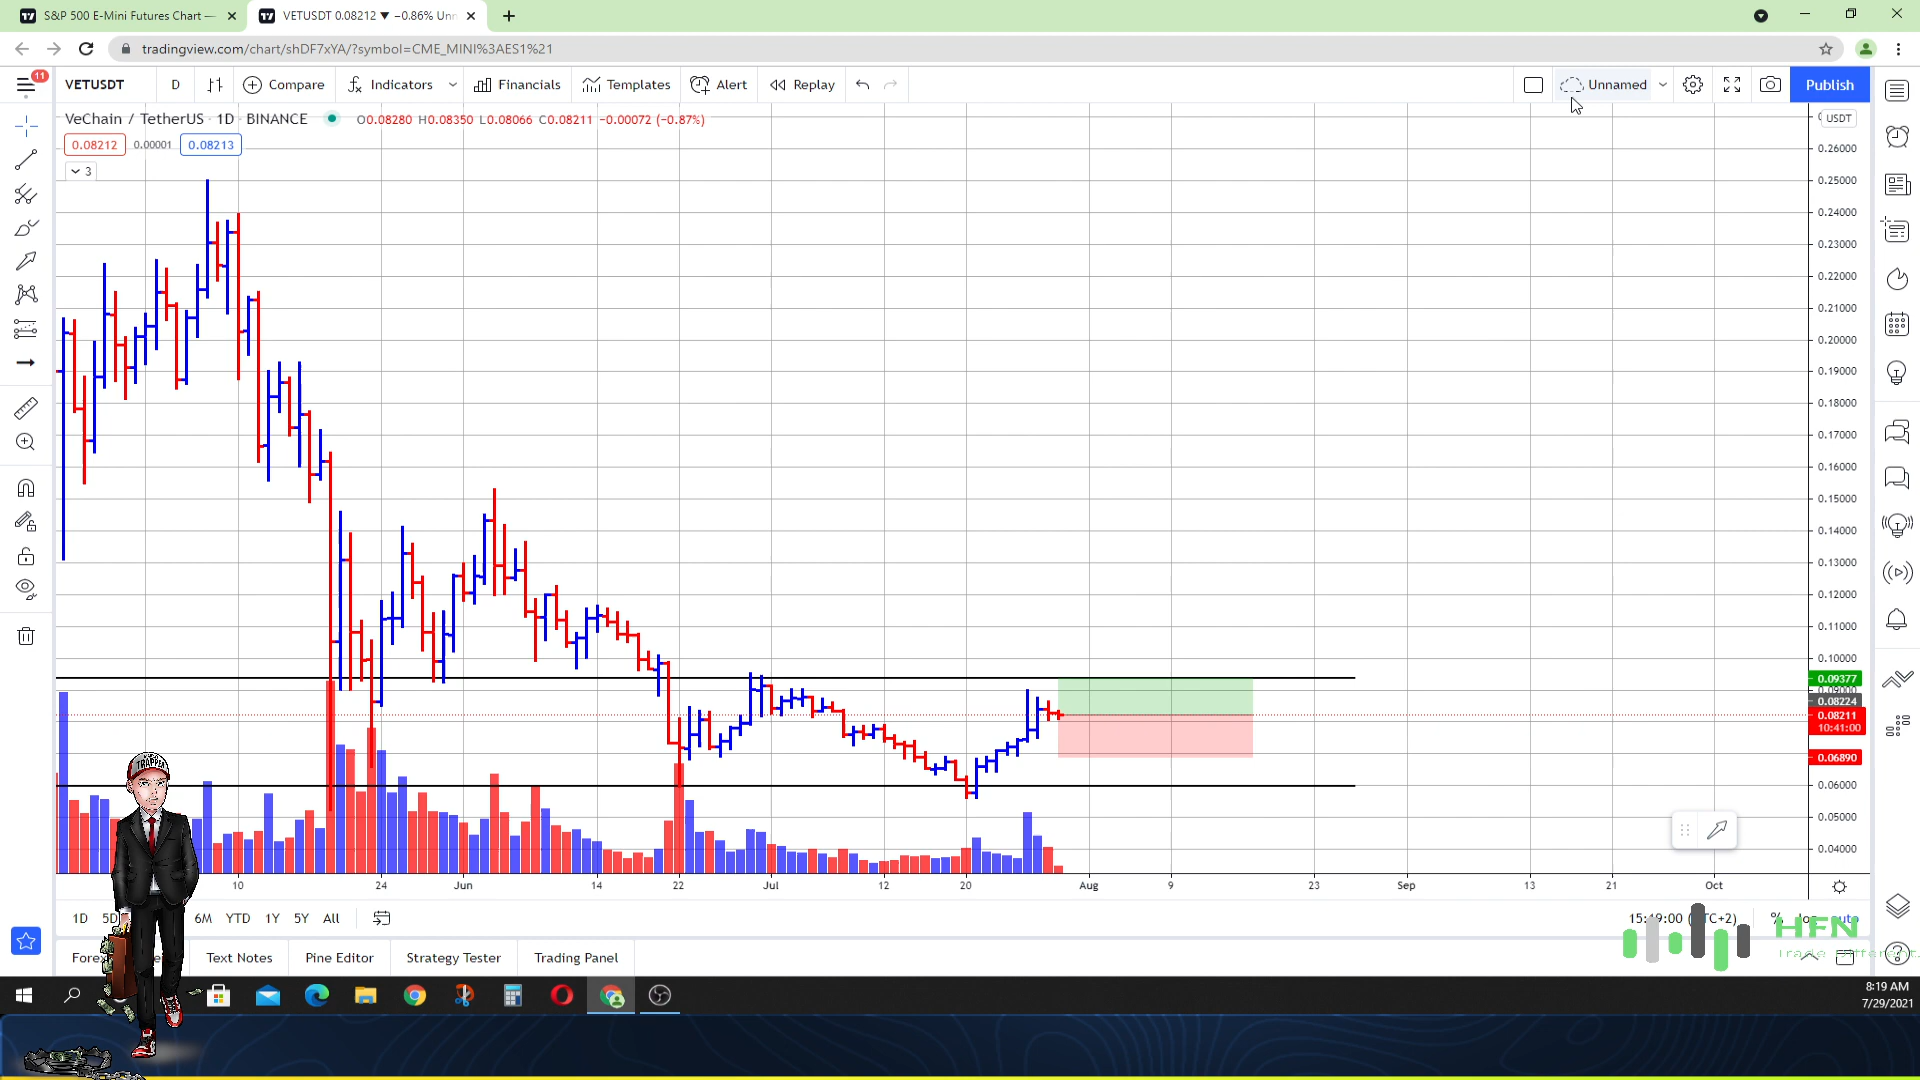 S&P 500 E-Mini Futures Chart —
VETUSDT 0.08212 ▼ −0.86% Unn
tradingview.com/chart/shDF7xYA/?symbol=CME_MINI%3AES1%21
11
VETUSDT
D
Compare
Indicators
Financials
Templates
Alert
Replay
Unnamed
Publish
VeChain / TetherUS · 1D · BINANCE
O0.08280 H0.08350 L0.08066 C0.08211 −0.00072 (−0.87%)
0.08212
0.00001
0.08213
3
USDT
0.26000
0.25000
0.24000
0.23000
0.22000
0.21000
0.20000
0.19000
0.18000
0.17000
0.16000
0.15000
0.14000
0.13000
0.12000
0.11000
0.10000
0.09377
0.09000
0.08224
0.08211
10:41:00
0.06890
0.06000
0.05000
0.04000
10
24
Jun
14
22
Jul
12
20
Aug
9
23
Sep
13
21
Oct
1D
5D
6M
YTD
1Y
5Y
All
%
auto
Text Notes
Pine Editor
Strategy Tester
Trading Panel
TRAPPER
HFN
8:19 AM
7/29/2021